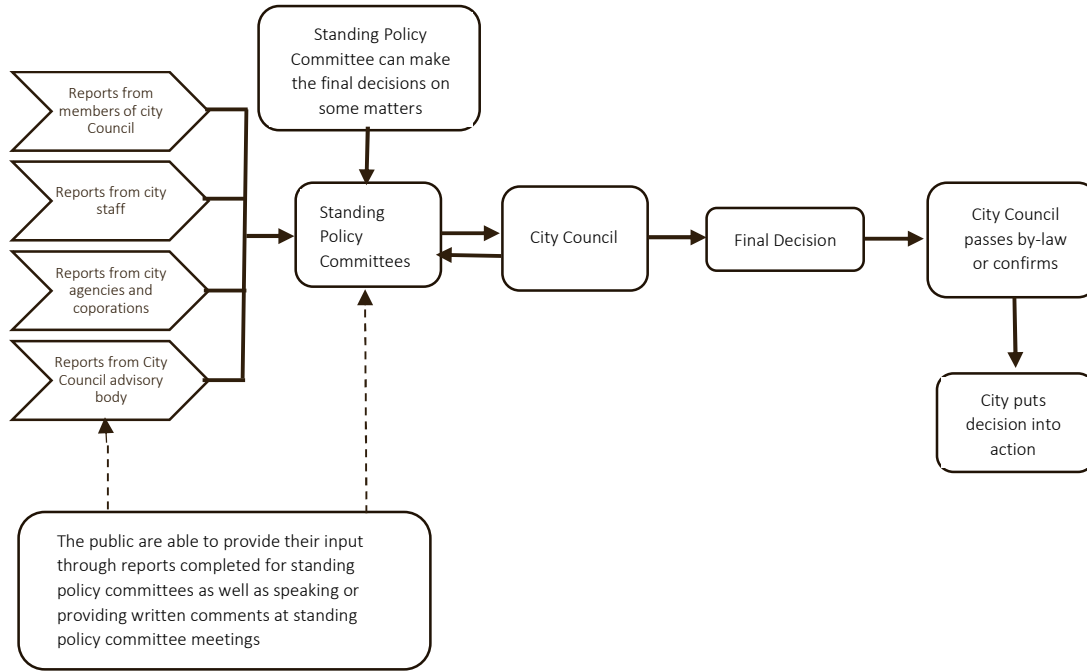 Standing Policy
Committee can make
the final decisions on
some matters
Reports from
members of city
Council
Reports from city
staff
Reports from city
agencies and coporations
Reports from City
Council advisory
body
Standing
Policy
Committees
City Council
Final Decision
City Council
passes by-law
or confirms
City puts
decision into
action
The public are able to provide their input
through reports completed for standing
policy committees as well as speaking or
providing written comments at standing
policy committee meetings